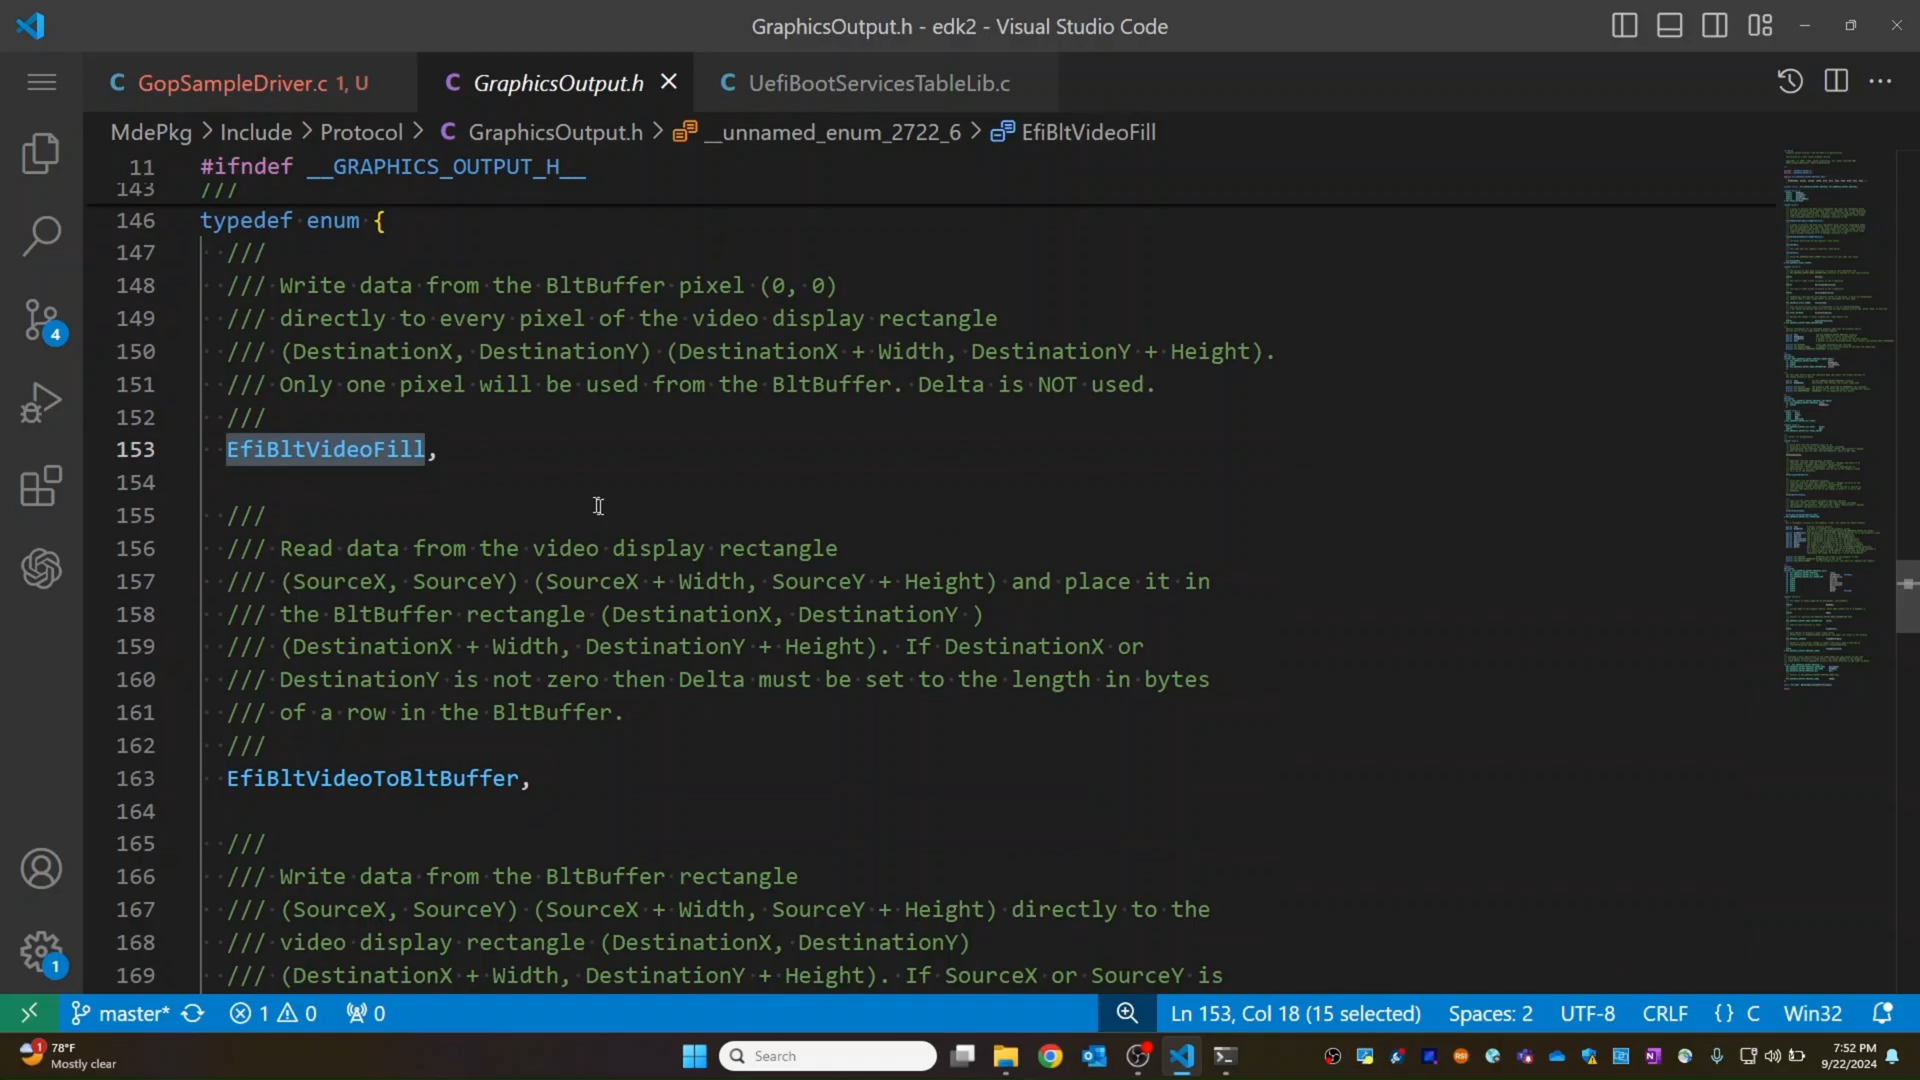 GraphicsOutput.h - edk2 - Visual Studio Code
GopSampleDriver.c 1, U
GraphicsOutput.h
UefiBootServicesTableLib.c
MdePkg > Include > Protocol > C GraphicsOutput.h > __unnamed_enum_2722_6 > EfiBltVideoFill
11 #ifndef __GRAPHICS_OUTPUT_H__
143 ///
146 typedef enum {
147 ///
148 /// Write data from the BltBuffer pixel (0, 0)
149 /// directly to every pixel of the video display rectangle
150 /// (DestinationX, DestinationY) (DestinationX + Width, DestinationY + Height).
151 /// Only one pixel will be used from the BltBuffer. Delta is NOT used.
152 ///
153 EfiBltVideoFill,
154
155 ///
156 /// Read data from the video display rectangle
157 /// (SourceX, SourceY) (SourceX + Width, SourceY + Height) and place it in
158 /// the BltBuffer rectangle (DestinationX, DestinationY )
159 /// (DestinationX + Width, DestinationY + Height). If DestinationX or
160 /// DestinationY is not zero then Delta must be set to the length in bytes
161 /// of a row in the BltBuffer.
162 ///
163 EfiBltVideoToBltBuffer,
164
165 ///
166 /// Write data from the BltBuffer rectangle
167 /// (SourceX, SourceY) (SourceX + Width, SourceY + Height) directly to the
168 /// video display rectangle (DestinationX, DestinationY)
169 /// (DestinationX + Width, DestinationY + Height). If SourceX or SourceY is
4
1
master* 1 0 0 Ln 153, Col 18 (15 selected) Spaces: 2 UTF-8 CRLF {} C Win32
1 78°F
Mostly clear
Search
7:52 PM
9/22/2024